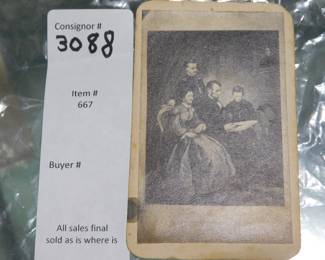 Consignor #
3088
Item #
667
Buyer #
All sales final
sold as is where is